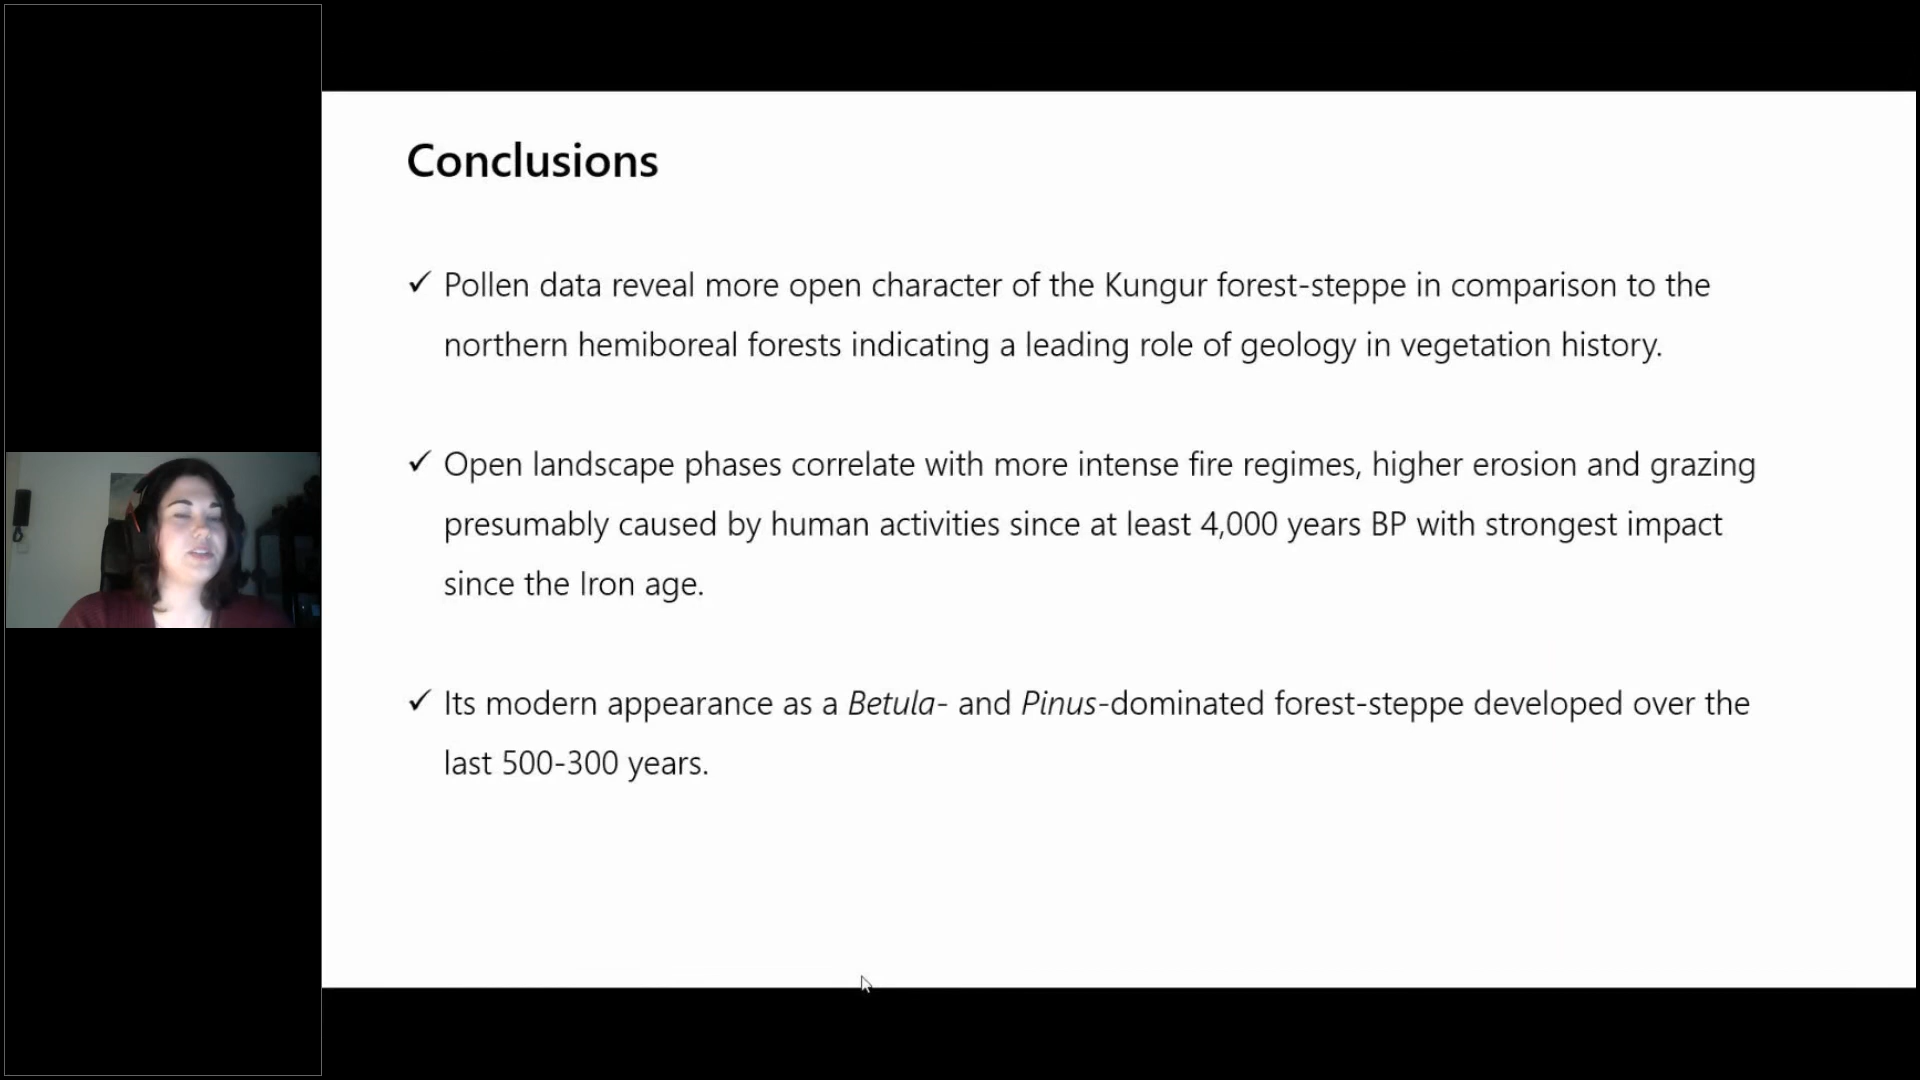 Conclusions
✓ Pollen data reveal more open character of the Kungur forest-steppe in comparison to the
northern hemiboreal forests indicating a leading role of geology in vegetation history.
✓ Open landscape phases correlate with more intense fire regimes, higher erosion and grazing
presumably caused by human activities since at least 4,000 years BP with strongest impact
since the Iron age.
✓ Its modern appearance as a Betula- and Pinus-dominated forest-steppe developed over the
last 500-300 years.